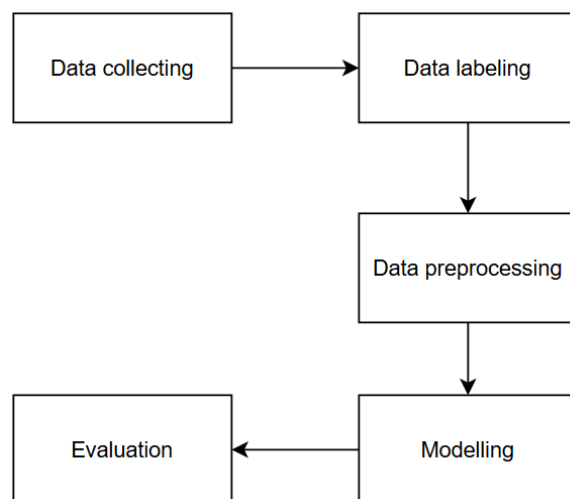 Data collecting
Data labeling
Data preprocessing
Modelling
Evaluation